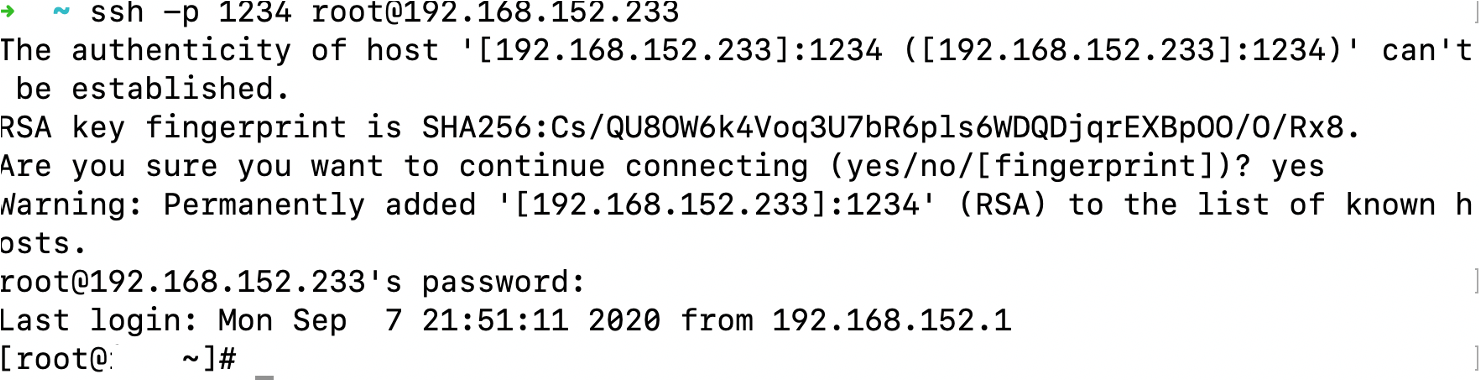 ➜  ~ ssh -p 1234 root@192.168.152.233
The authenticity of host '[192.168.152.233]:1234 ([192.168.152.233]:1234)' can't
 be established.
RSA key fingerprint is SHA256:Cs/QU8OW6k4Voq3U7bR6pls6WDQDjqrEXBpOO/O/Rx8.
Are you sure you want to continue connecting (yes/no/[fingerprint])? yes
Warning: Permanently added '[192.168.152.233]:1234' (RSA) to the list of known h
osts.
root@192.168.152.233's password:
Last login: Mon Sep  7 21:51:11 2020 from 192.168.152.1
[root@ ~]#